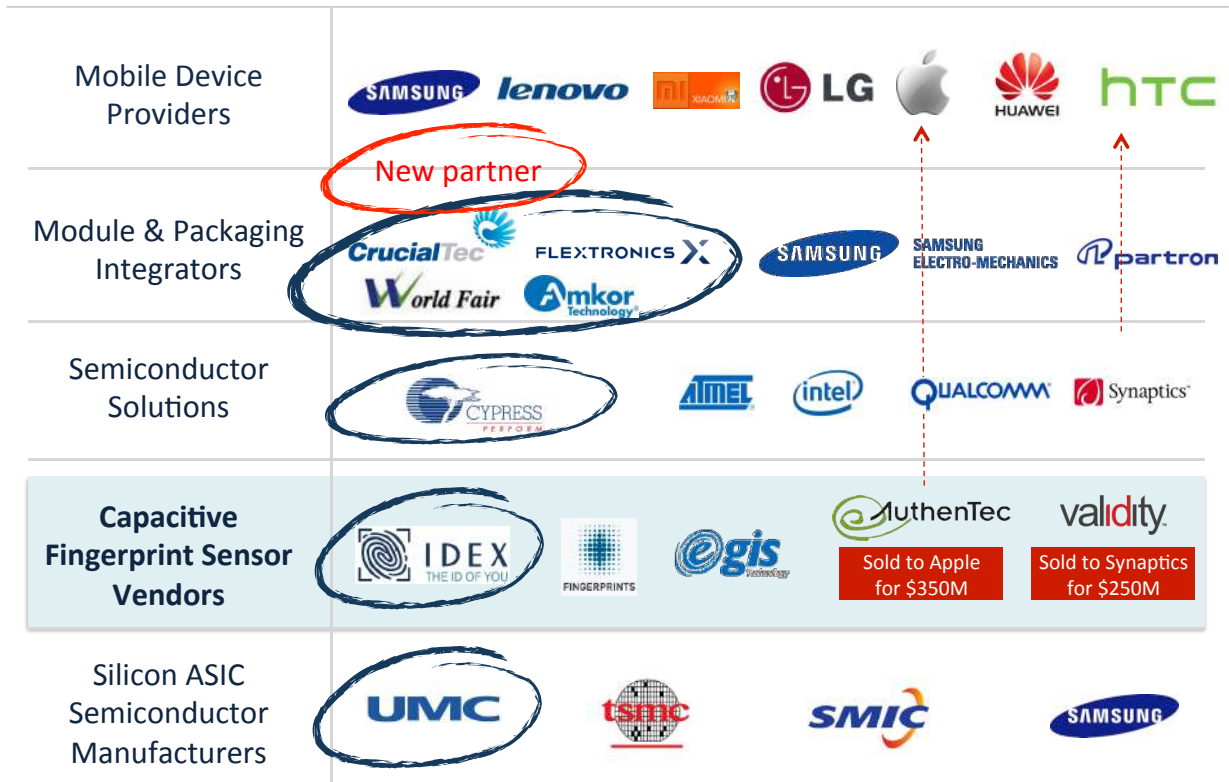 Mobile Device
Providers
SAMSUNG
lenovo
mi XIAOMI
LG
HUAWEI
hTC
New partner
Module & Packaging
Integrators
CrucialTec
FLEXTRONICS
SAMSUNG
SAMSUNG
ELECTRO-MECHANICS
partron
World Fair
Amkor
Technology®
Semiconductor
Solutions
CYPRESS
PERFORM
ATMEL
intel
QUALCOMM
Synaptics
Capacitive
Fingerprint Sensor
Vendors
IDEX
THE ID OF YOU
FINGERPRINTS
egis
technology
AuthenTec
Sold to Apple
for $350M
validity
Sold to Synaptics
for $250M
Silicon ASIC
Semiconductor
Manufacturers
UMC
tsmc
SMIC
SAMSUNG